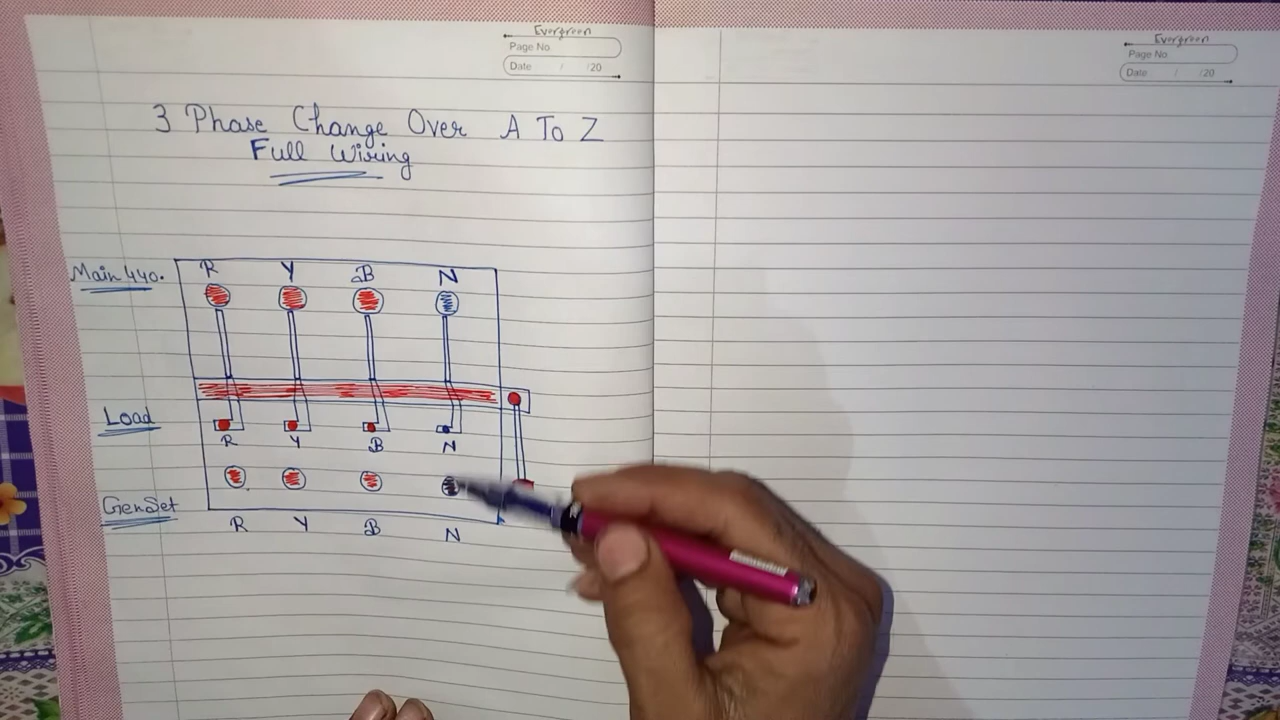 Evergreen
Page No.
Date / /20
Evergreen
Page No.
Date / /20
3 Phase Change Over A To Z
Full Wiring
Main 440.
R Y B N
Load
R Y B N
GenSet
R Y B N